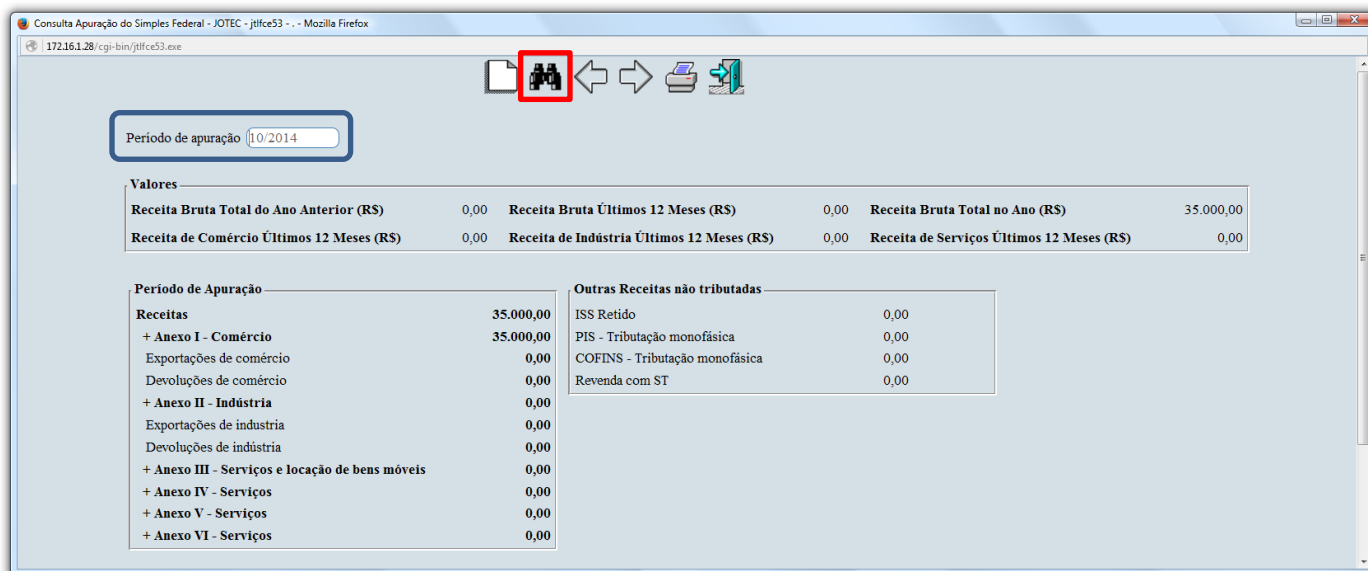 Consulta Apuração do Simples Federal - JOTEC - jtlfce53 - . - Mozilla Firefox
172.16.1.28/cgi-bin/jtlfce53.exe
Período de apuração 10/2014
Valores
Receita Bruta Total do Ano Anterior (R$) 0,00 Receita Bruta Últimos 12 Meses (R$) 0,00 Receita Bruta Total no Ano (R$) 35.000,00
Receita de Comércio Últimos 12 Meses (R$) 0,00 Receita de Indústria Últimos 12 Meses (R$) 0,00 Receita de Serviços Últimos 12 Meses (R$) 0,00
Período de Apuração
Receitas 35.000,00
+ Anexo I - Comércio 35.000,00
Exportações de comércio 0,00
Devoluções de comércio 0,00
+ Anexo II - Indústria 0,00
Exportações de industria 0,00
Devoluções de indústria 0,00
+ Anexo III - Serviços e locação de bens móveis 0,00
+ Anexo IV - Serviços 0,00
+ Anexo V - Serviços 0,00
+ Anexo VI - Serviços 0,00
Outras Receitas não tributadas
ISS Retido 0,00
PIS - Tributação monofásica 0,00
COFINS - Tributação monofásica 0,00
Revenda com ST 0,00